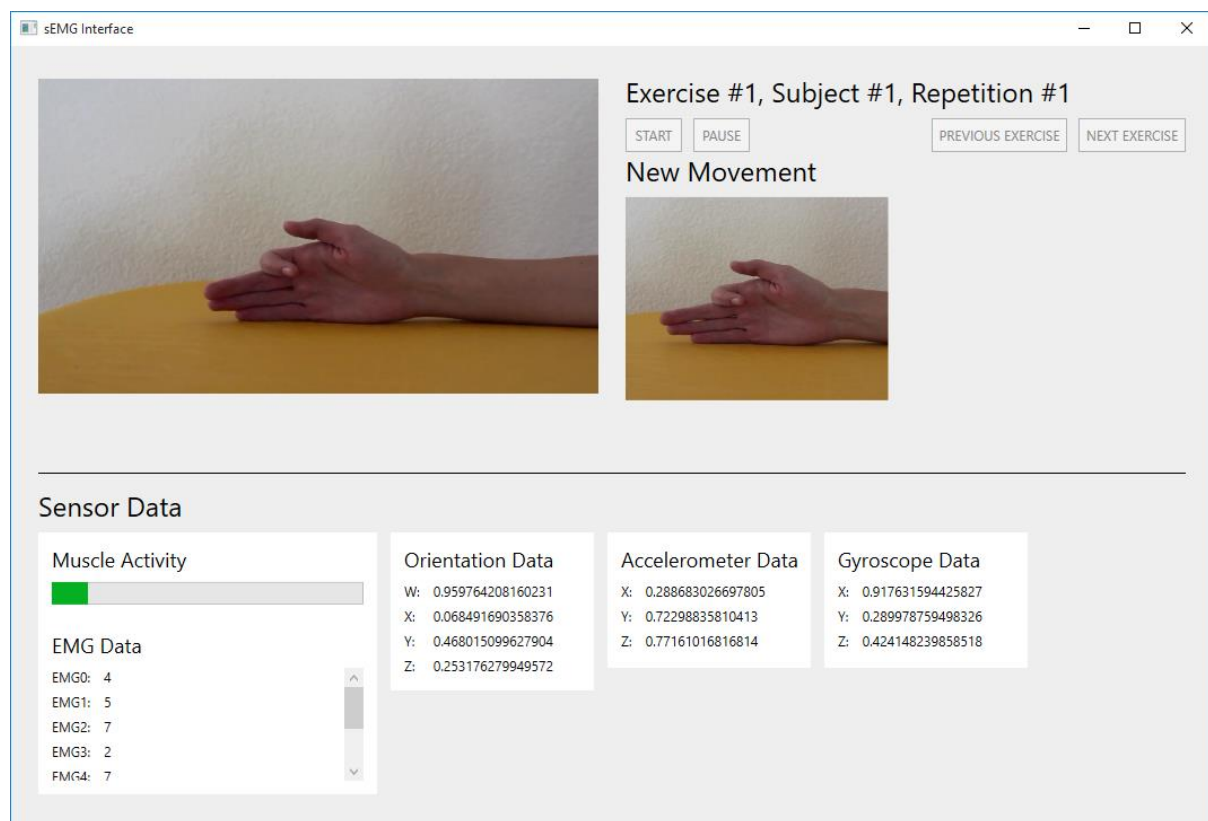 sEMG Interface
Exercise #1, Subject #1, Repetition #1
START PAUSE PREVIOUS EXERCISE NEXT EXERCISE
New Movement
Sensor Data
Muscle Activity
EMG Data
EMG0: 4
EMG1: 5
EMG2: 7
EMG3: 2
EMG4: 7
Orientation Data
W: 0.959764208160231
X: 0.068491690358376
Y: 0.468015099627904
Z: 0.253176279949572
Accelerometer Data
X: 0.288683026697805
Y: 0.72298835810413
Z: 0.77161016816814
Gyroscope Data
X: 0.917631594425827
Y: 0.289978759498326
Z: 0.424148239858518